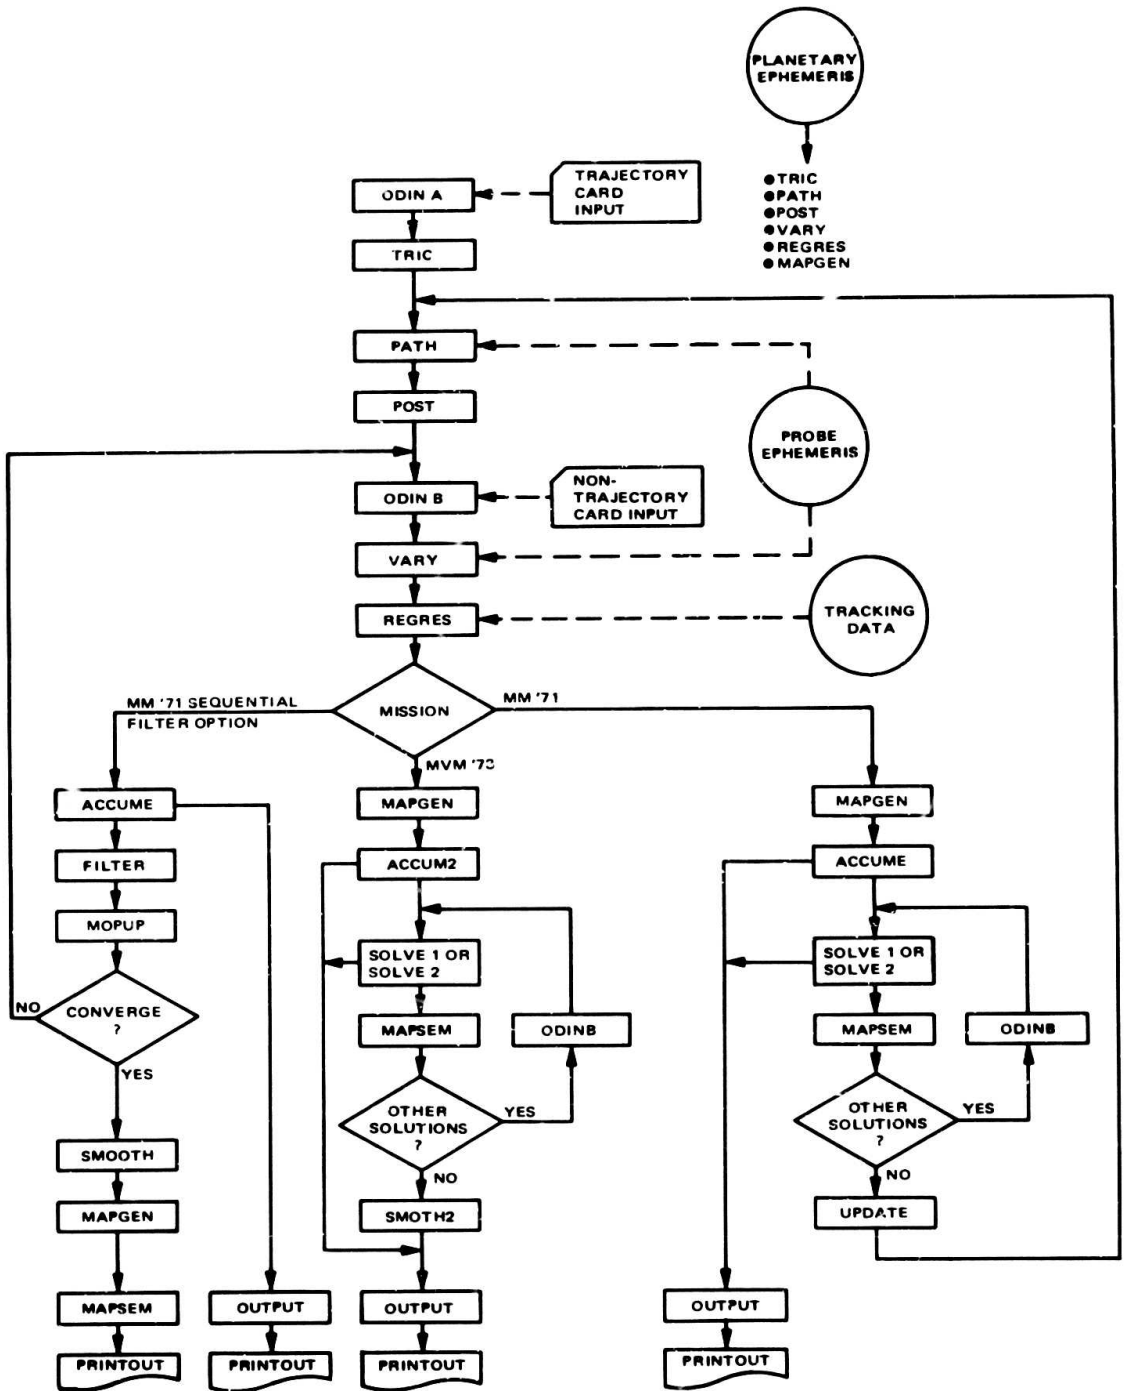 PLANETARY
EPHEMERIS
●TRIC
●PATH
●POST
●VARY
●REGRES
●MAPGEN
ODIN A
TRAJECTORY
CARD
INPUT
TRIC
PATH
POST
PROBE
EPHEMERIS
ODIN B
NON-
TRAJECTORY
CARD INPUT
VARY
REGRES
TRACKING
DATA
MISSION
MM '71 SEQUENTIAL
FILTER OPTION
MVM '73
MM '71
ACCUME
FILTER
MOPUP
CONVERGE
?
NO
YES
SMOOTH
MAPGEN
MAPSEM
PRINTOUT
OUTPUT
PRINTOUT
MAPGEN
ACCUM2
SOLVE 1 OR
SOLVE 2
MAPSEM
ODINB
OTHER
SOLUTIONS
?
YES
NO
SMOTH2
OUTPUT
PRINTOUT
MAPGEN
ACCUME
SOLVE 1 OR
SOLVE 2
MAPSEM
ODINB
OTHER
SOLUTIONS
?
YES
NO
UPDATE
OUTPUT
PRINTOUT